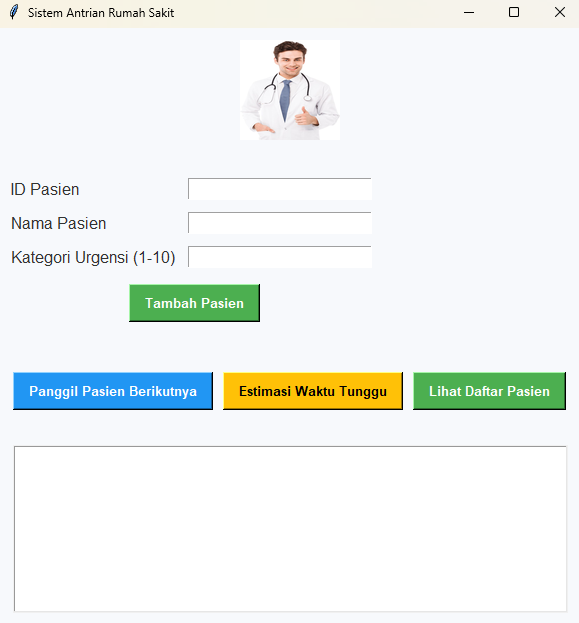 Sistem Antrian Rumah Sakit
ID Pasien
Nama Pasien
Kategori Urgensi (1-10)
Tambah Pasien
Panggil Pasien Berikutnya
Estimasi Waktu Tunggu
Lihat Daftar Pasien